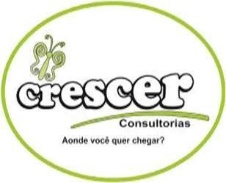 crescer
Consultorias
Aonde você quer chegar?